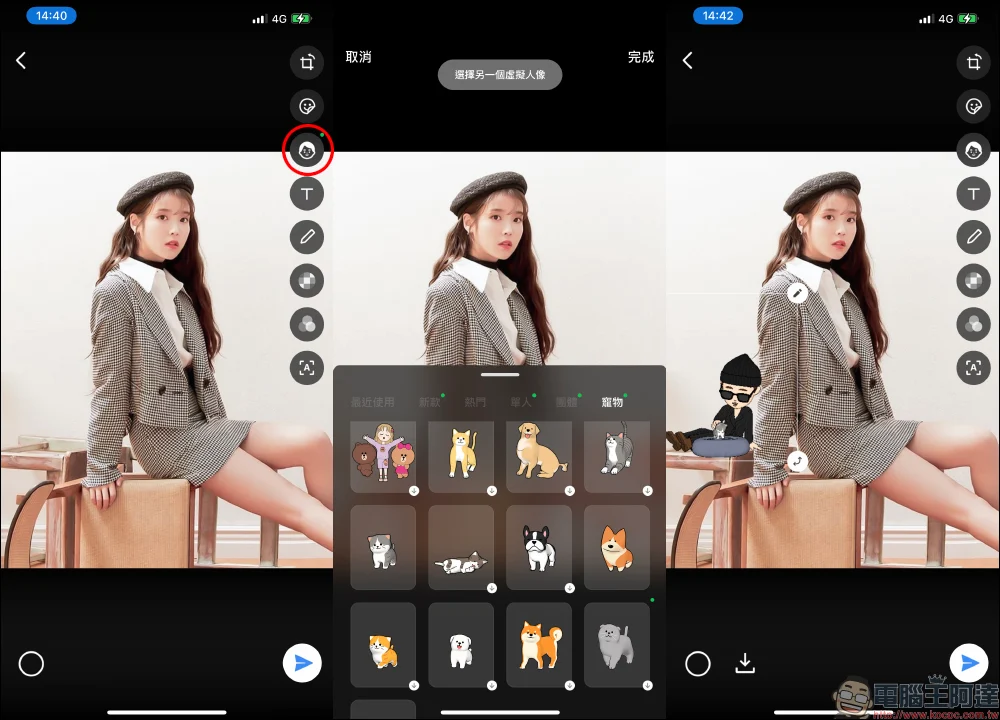 14:40
4G
T
A
取消
完成
選擇另一個虛擬人像
最近使用
新款
熱門
單人
團體
寵物
14:42
4G
T
A
電腦王阿達
http://www.kocpc.com.tw